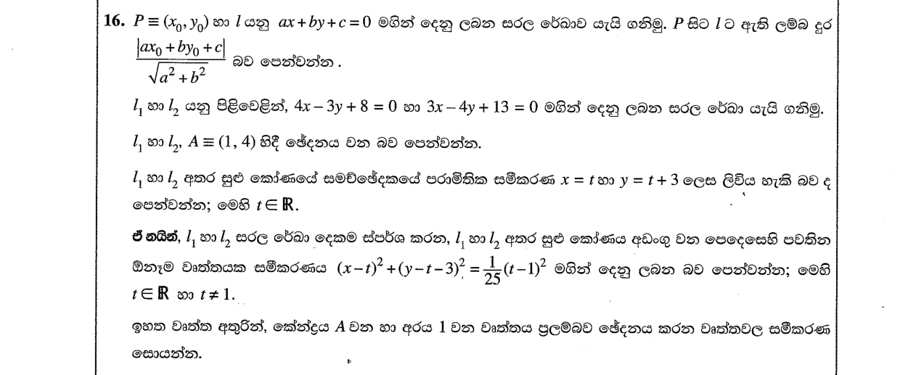 16. P ≡ (x₀, y₀) හා l යනු ax + by + c = 0 මගින් දෙනු ලබන සරල රේඛාව යැයි ගනිමු. P සිට l ට ඇති ලම්බ දුර
|ax₀ + by₀ + c| / √(a² + b²) බව පෙන්වන්න .
l₁ හා l₂ යනු පිළිවෙළින්, 4x – 3y + 8 = 0 හා 3x – 4y + 13 = 0 මගින් දෙනු ලබන සරල රේඛා යැයි ගනිමු.
l₁ හා l₂, A ≡ (1, 4) හිදී ඡේදනය වන බව පෙන්වන්න.
l₁ හා l₂ අතර සුළු කෝණයේ සමච්ඡේදකයේ පරාමිතික සමීකරණ x = t හා y = t + 3 ලෙස ලිවිය හැකි බව ද
පෙන්වන්න; මෙහි t ∈ ℝ.
ඒ නයින්, l₁ හා l₂ සරල රේඛා දෙකම ස්පර්ශ කරන, l₁ හා l₂ අතර සුළු කෝණය අඩංගු වන පෙදෙසෙහි පවතින
ඕනෑම වෘත්තයක සමීකරණය (x – t)² + (y – t – 3)² = 1/25 (t – 1)² මගින් දෙනු ලබන බව පෙන්වන්න; මෙහි
t ∈ ℝ හා t ≠ 1.
ඉහත වෘත්ත අතුරින්, කේන්ද්‍රය A වන හා අරය 1 වන වෘත්තය ප්‍රලම්බව ඡේදනය කරන වෘත්තවල සමීකරණ
සොයන්න.